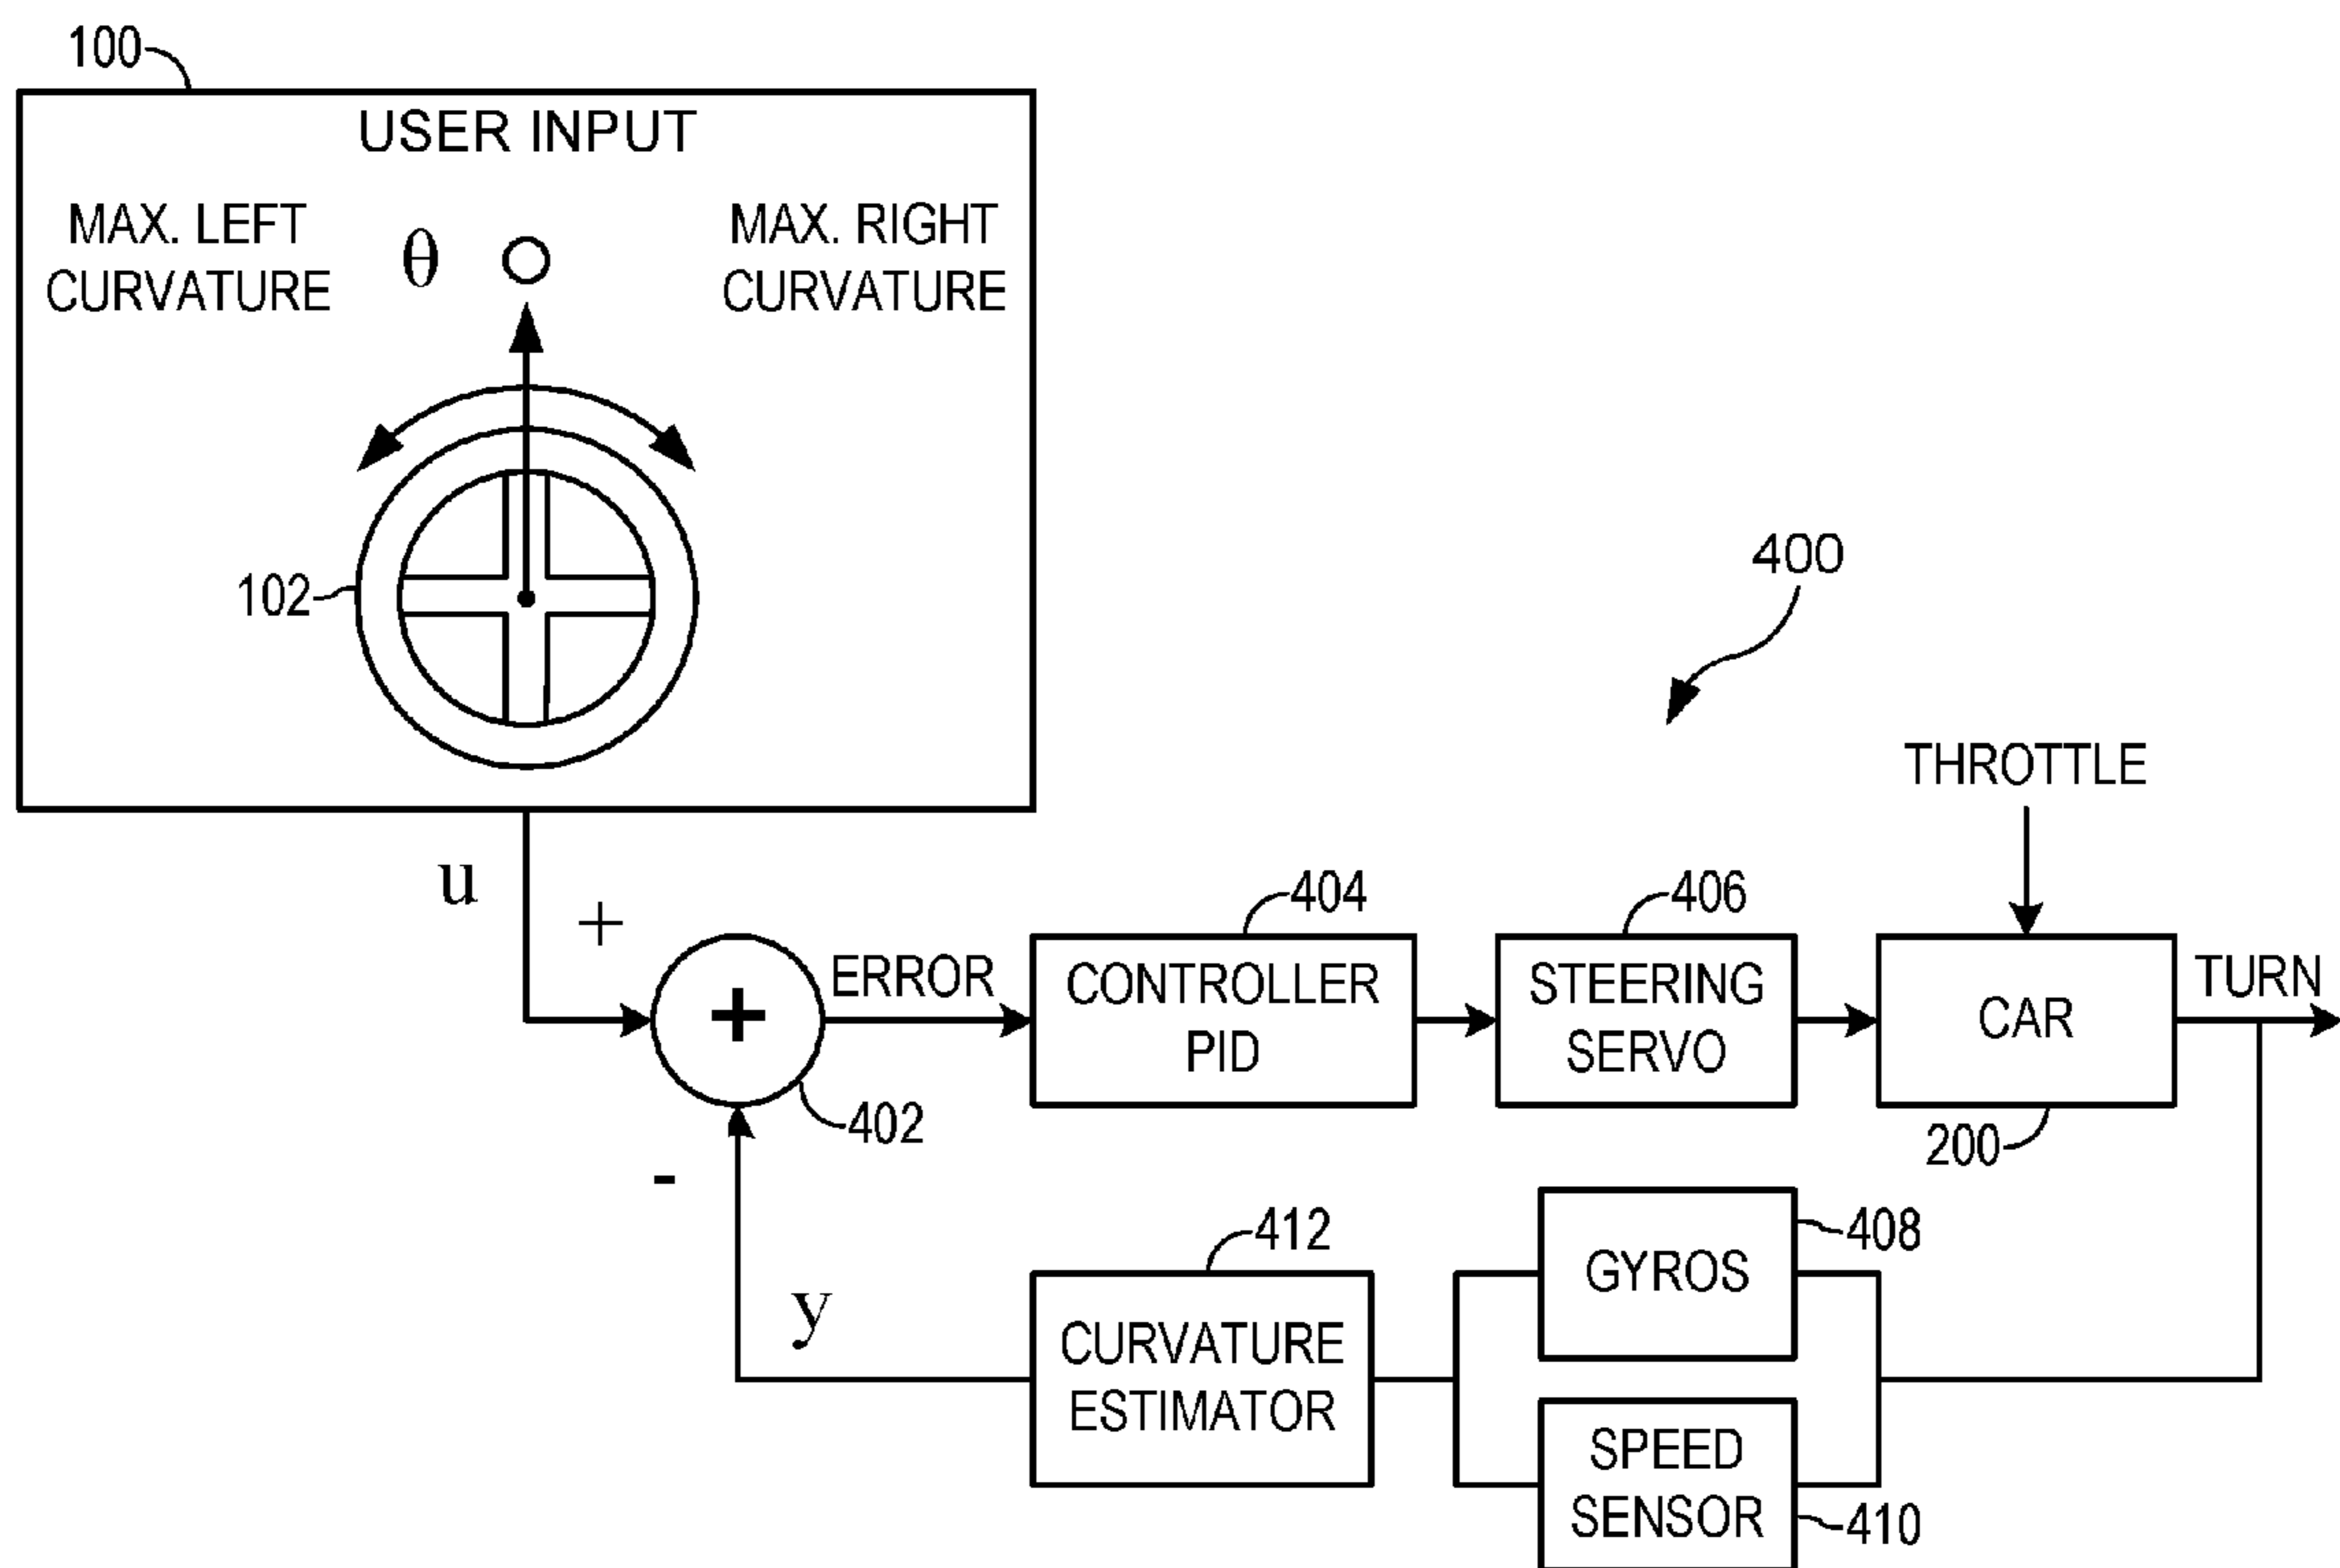 100
USER INPUT
MAX. LEFT
CURVATURE
θ
MAX. RIGHT
CURVATURE
102
400
THROTTLE
u
+
404
406
+
ERROR
CONTROLLER
PID
STEERING
SERVO
CAR
TURN
402
200
-
412
408
GYROS
y
CURVATURE
ESTIMATOR
SPEED
SENSOR
410